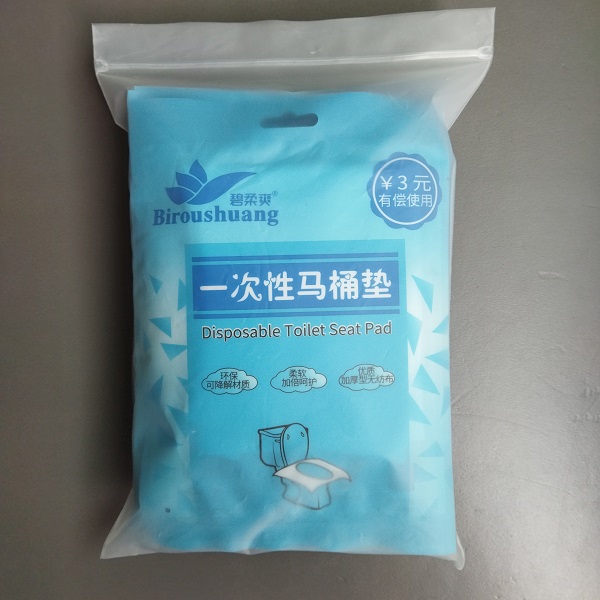 碧柔爽®
Biroushuang
¥3元
有偿使用
一次性马桶垫
Disposable Toilet Seat Pad
环保
可降解材质
柔软
加倍呵护
优质
加厚型无纺布